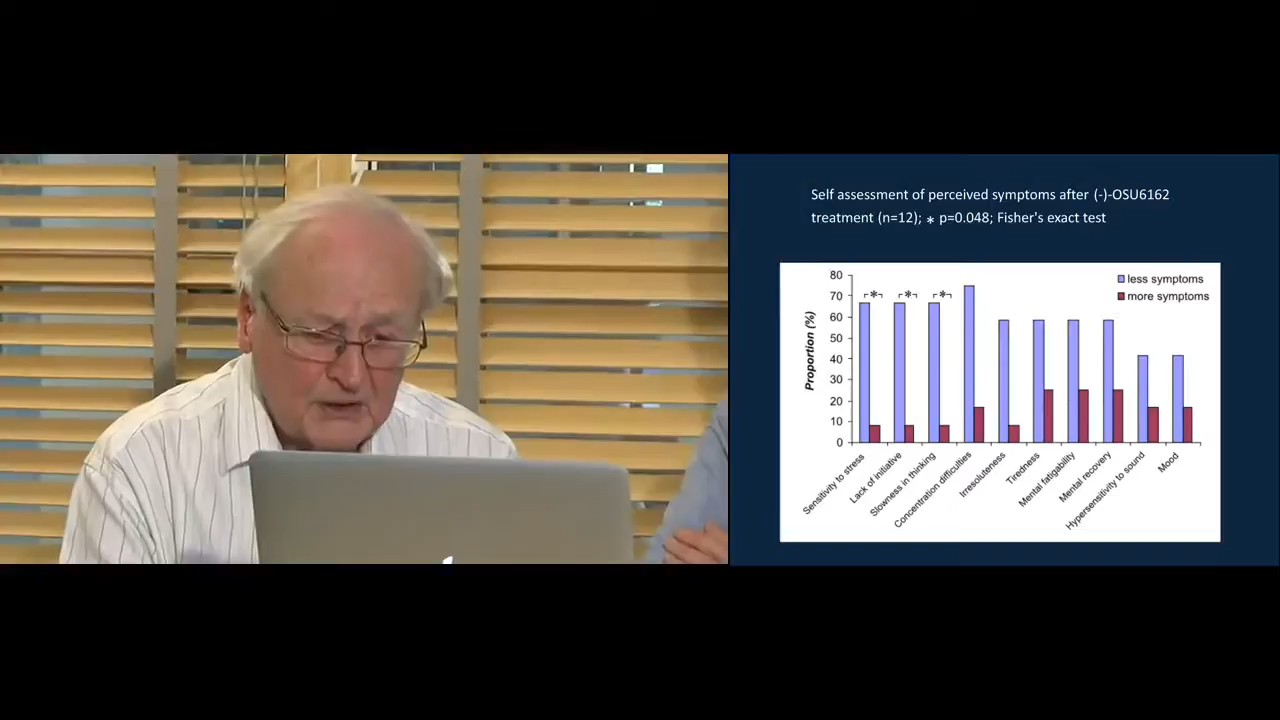 Self assessment of perceived symptoms after (-)-OSU6162
treatment (n=12); * p=0.048; Fisher's exact test
less symptoms
more symptoms
Proportion (%)
80
70
60
50
40
30
20
10
0
*
*
*
Sensitivity to stress
Lack of initiative
Slowness in thinking
Concentration difficulties
Irresoluteness
Tiredness
Mental fatigability
Mental recovery
Hypersensitivity to sound
Mood